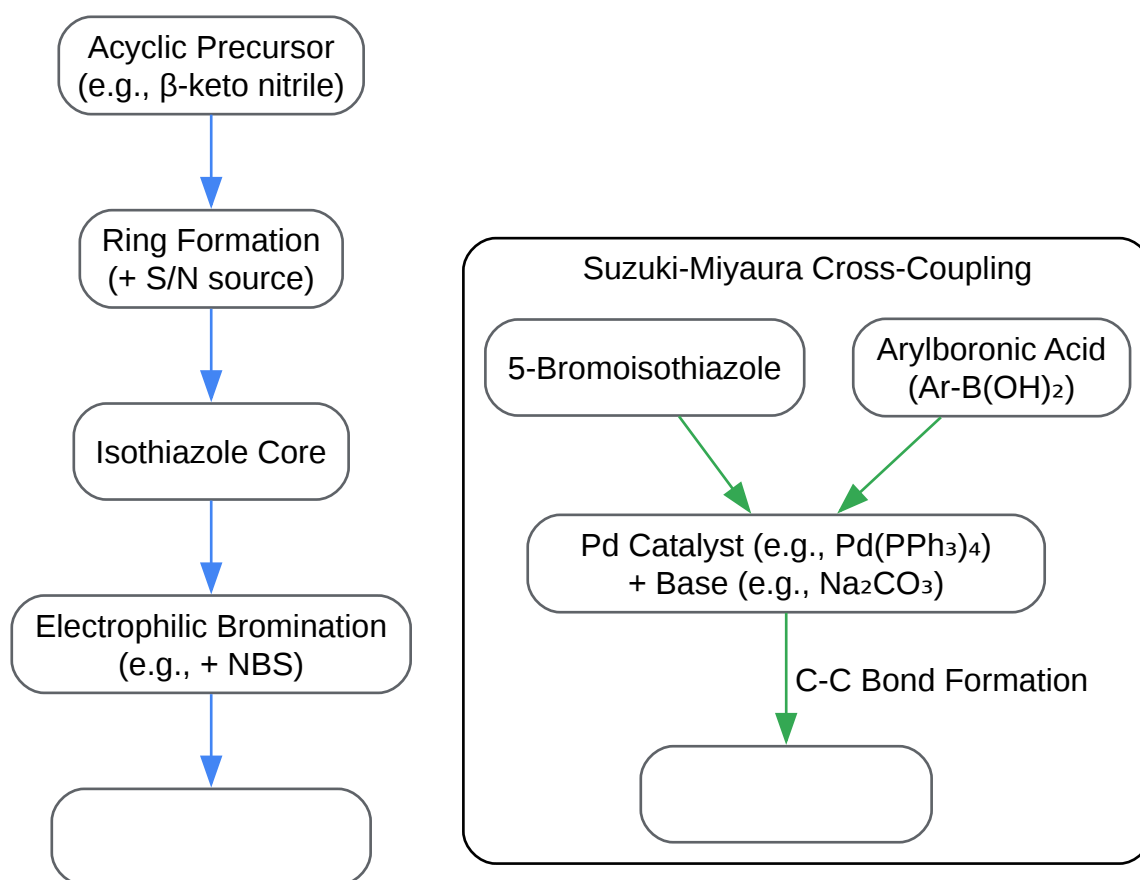 Acyclic Precursor
(e.g., β-keto nitrile)
Ring Formation
(+ S/N source)
Isothiazole Core
Electrophilic Bromination
(e.g., + NBS)
Suzuki-Miyaura Cross-Coupling
5-Bromoisothiazole
Arylboronic Acid
(Ar-B(OH)₂)
Pd Catalyst (e.g., Pd(PPh₃)₄)
+ Base (e.g., Na₂CO₃)
C-C Bond Formation